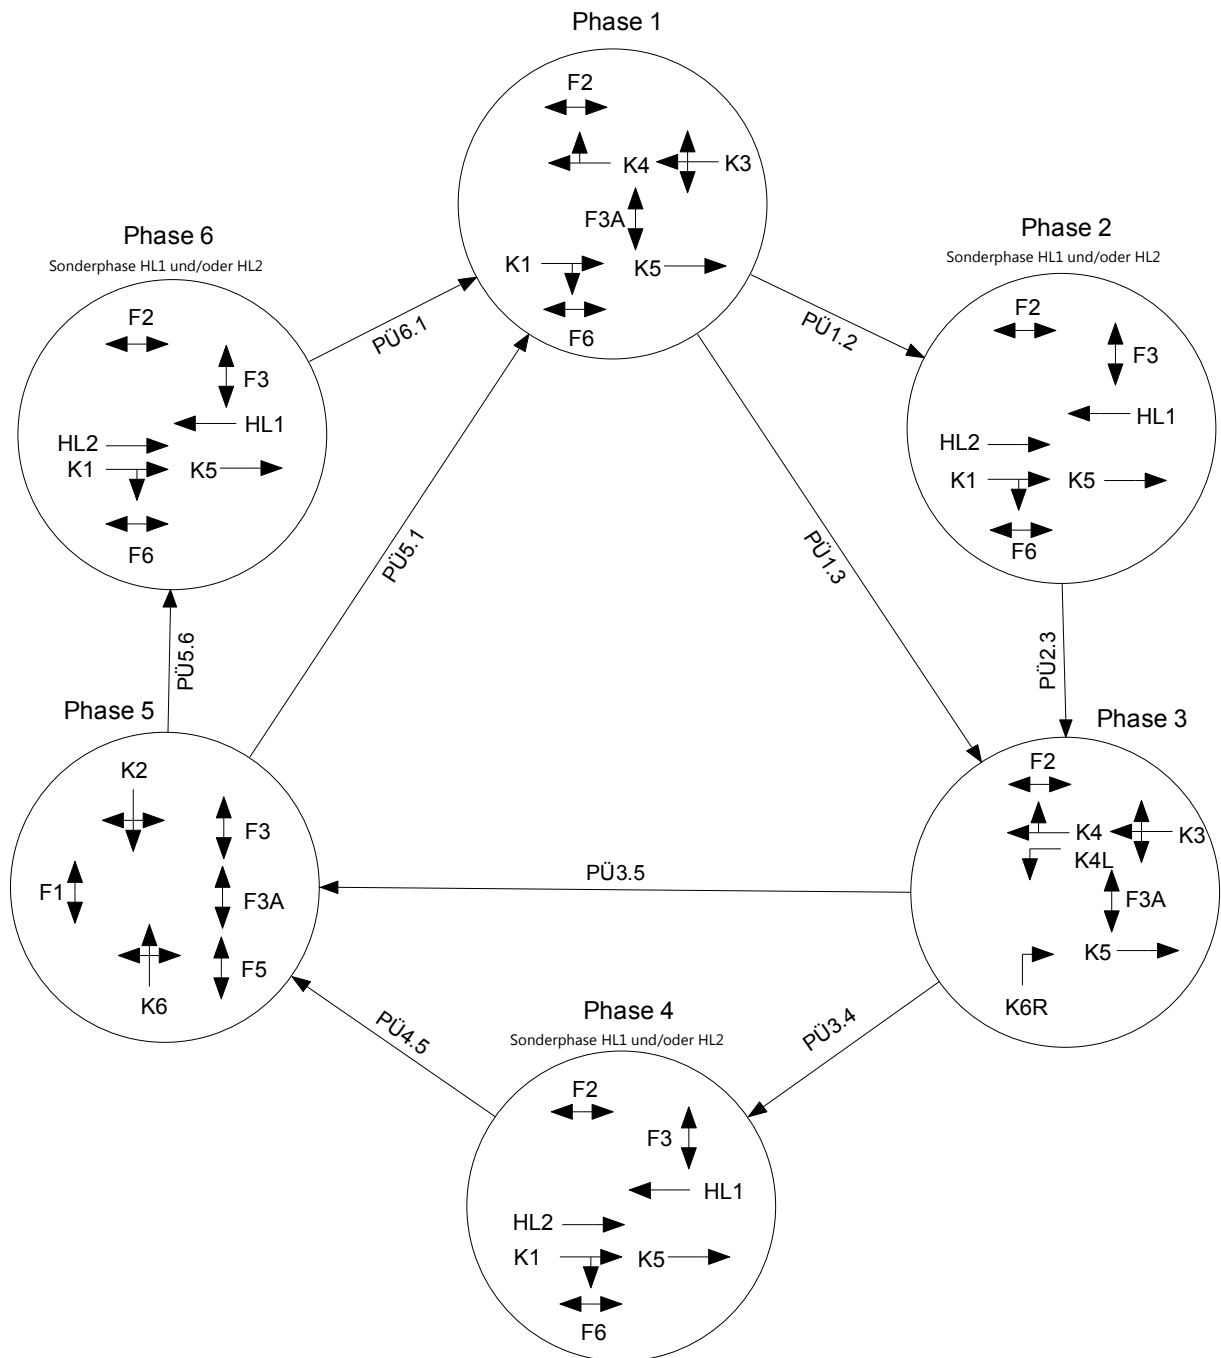 Phase 1
F2
K4
K3
F3A
K1
K5
F6
Phase 6
Sonderphase HL1 und/oder HL2
F2
F3
HL1
HL2
K1
K5
F6
Phase 2
Sonderphase HL1 und/oder HL2
F2
F3
HL1
HL2
K1
K5
F6
PÜ6.1
PÜ1.2
PÜ5.1
PÜ1.3
PÜ5.6
PÜ2.3
Phase 5
K2
F3
F1
F3A
F5
K6
PÜ3.5
Phase 3
F2
K4
K3
K4L
F3A
K5
K6R
PÜ4.5
PÜ3.4
Phase 4
Sonderphase HL1 und/oder HL2
F2
F3
HL1
HL2
K1
K5
F6